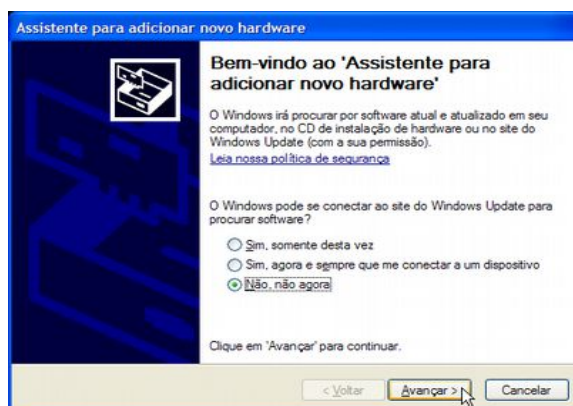 Assistente para adicionar novo hardware
Bem-vindo ao 'Assistente para
adicionar novo hardware'
O Windows irá procurar por software atual e atualizado em seu
computador, no CD de instalação de hardware ou no site do
Windows Update (com a sua permissão).
Leia nossa política de segurança
O Windows pode se conectar ao site do Windows Update para
procurar software?
Sim, somente desta vez
Sim, agora e sempre que me conectar a um dispositivo
Não, não agora
Clique em 'Avançar' para continuar.
< Voltar Avançar > Cancelar